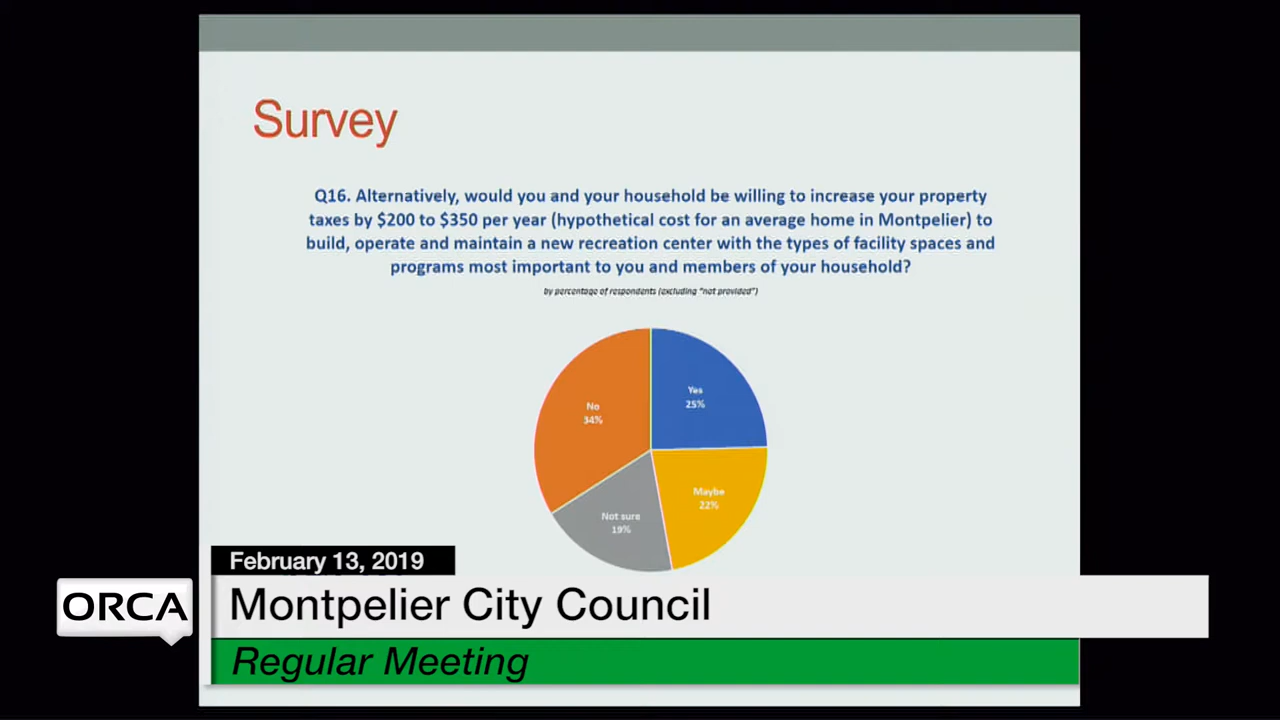 Survey
Q16. Alternatively, would you and your household be willing to increase your property
taxes by $200 to $350 per year (hypothetical cost for an average home in Montpelier) to
build, operate and maintain a new recreation center with the types of facility spaces and
programs most important to you and members of your household?
by percentage of respondents (excluding "not provided")
No
34%
Yes
25%
Maybe
22%
Not sure
19%
February 13, 2019
ORCA
Montpelier City Council
Regular Meeting